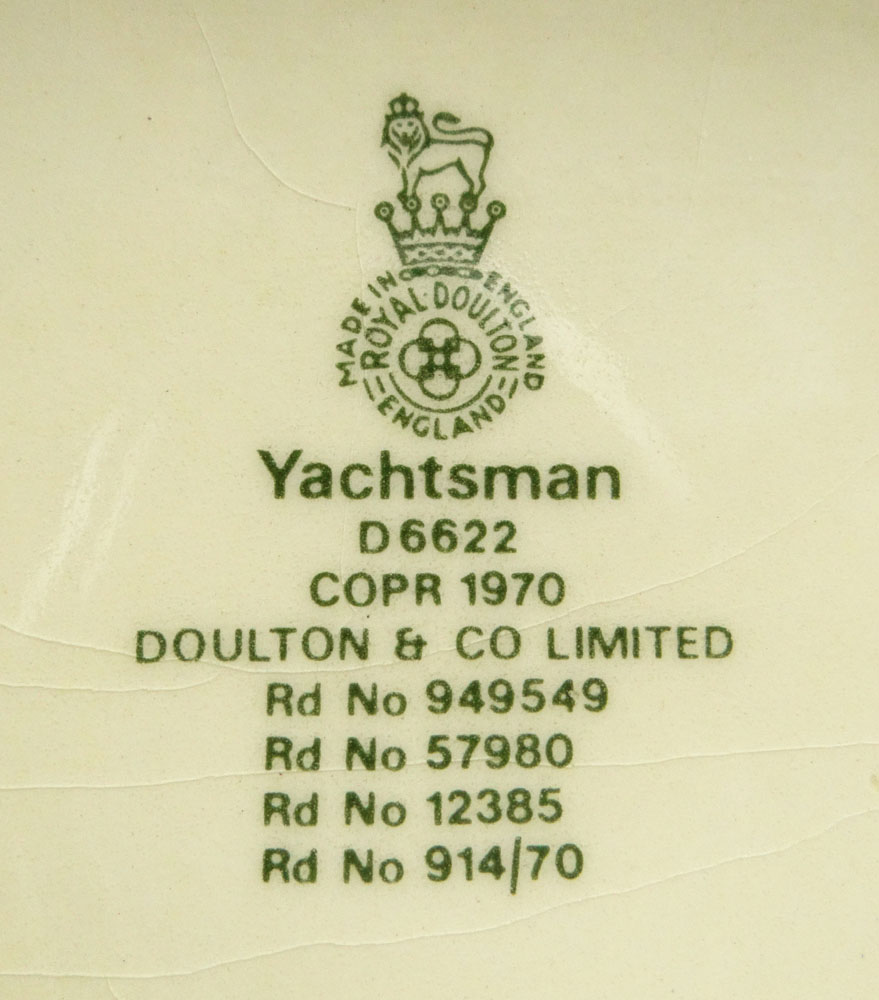 MADE IN ENGLAND
ROYAL·DOULTON
ENGLAND
Yachtsman
D6622
COPR 1970
DOULTON & CO LIMITED
Rd No 949549
Rd No 57980
Rd No 12385
Rd No 914/70